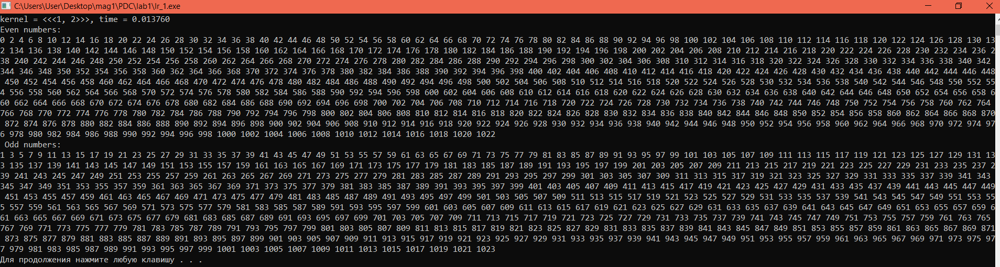 C:\Users\User\Desktop\mag1\PDC\lab1\lr_1.exe
kernel = <<<1, 2>>>, time = 0.013760
Even numbers:
0 2 4 6 8 10 12 14 16 18 20 22 24 26 28 30 32 34 36 38 40 42 44 46 48 50 52 54 56 58 60 62 64 66 68 70 72 74 76 78 80 82 84 86 88 90 92 94 96 98 100 102 104 106 108 110 112 114 116 118 120 122 124 126 128 130 13
2 134 136 138 140 142 144 146 148 150 152 154 156 158 160 162 164 166 168 170 172 174 176 178 180 182 184 186 188 190 192 194 196 198 200 202 204 206 208 210 212 214 216 218 220 222 224 226 228 230 232 234 236 2
38 240 242 244 246 248 250 252 254 256 258 260 262 264 266 268 270 272 274 276 278 280 282 284 286 288 290 292 294 296 298 300 302 304 306 308 310 312 314 316 318 320 322 324 326 328 330 332 334 336 338 340 342
344 346 348 350 352 354 356 358 360 362 364 366 368 370 372 374 376 378 380 382 384 386 388 390 392 394 396 398 400 402 404 406 408 410 412 414 416 418 420 422 424 426 428 430 432 434 436 438 440 442 444 446 448
450 452 454 456 458 460 462 464 466 468 470 472 474 476 478 480 482 484 486 488 490 492 494 496 498 500 502 504 506 508 510 512 514 516 518 520 522 524 526 528 530 532 534 536 538 540 542 544 546 548 550 552 55
4 556 558 560 562 564 566 568 570 572 574 576 578 580 582 584 586 588 590 592 594 596 598 600 602 604 606 608 610 612 614 616 618 620 622 624 626 628 630 632 634 636 638 640 642 644 646 648 650 652 654 656 658 6
60 662 664 666 668 670 672 674 676 678 680 682 684 686 688 690 692 694 696 698 700 702 704 706 708 710 712 714 716 718 720 722 724 726 728 730 732 734 736 738 740 742 744 746 748 750 752 754 756 758 760 762 764
766 768 770 772 774 776 778 780 782 784 786 788 790 792 794 796 798 800 802 804 806 808 810 812 814 816 818 820 822 824 826 828 830 832 834 836 838 840 842 844 846 848 850 852 854 856 858 860 862 864 866 868 870
872 874 876 878 880 882 884 886 888 890 892 894 896 898 900 902 904 906 908 910 912 914 916 918 920 922 924 926 928 930 932 934 936 938 940 942 944 946 948 950 952 954 956 958 960 962 964 966 968 970 972 974 97
6 978 980 982 984 986 988 990 992 994 996 998 1000 1002 1004 1006 1008 1010 1012 1014 1016 1018 1020 1022
Odd numbers:
1 3 5 7 9 11 13 15 17 19 21 23 25 27 29 31 33 35 37 39 41 43 45 47 49 51 53 55 57 59 61 63 65 67 69 71 73 75 77 79 81 83 85 87 89 91 93 95 97 99 101 103 105 107 109 111 113 115 117 119 121 123 125 127 129 131 13
3 135 137 139 141 143 145 147 149 151 153 155 157 159 161 163 165 167 169 171 173 175 177 179 181 183 185 187 189 191 193 195 197 199 201 203 205 207 209 211 213 215 217 219 221 223 225 227 229 231 233 235 237 2
39 241 243 245 247 249 251 253 255 257 259 261 263 265 267 269 271 273 275 277 279 281 283 285 287 289 291 293 295 297 299 301 303 305 307 309 311 313 315 317 319 321 323 325 327 329 331 333 335 337 339 341 343
345 347 349 351 353 355 357 359 361 363 365 367 369 371 373 375 377 379 381 383 385 387 389 391 393 395 397 399 401 403 405 407 409 411 413 415 417 419 421 423 425 427 429 431 433 435 437 439 441 443 445 447 449
451 453 455 457 459 461 463 465 467 469 471 473 475 477 479 481 483 485 487 489 491 493 495 497 499 501 503 505 507 509 511 513 515 517 519 521 523 525 527 529 531 533 535 537 539 541 543 545 547 549 551 553 55
5 557 559 561 563 565 567 569 571 573 575 577 579 581 583 585 587 589 591 593 595 597 599 601 603 605 607 609 611 613 615 617 619 621 623 625 627 629 631 633 635 637 639 641 643 645 647 649 651 653 655 657 659 6
61 663 665 667 669 671 673 675 677 679 681 683 685 687 689 691 693 695 697 699 701 703 705 707 709 711 713 715 717 719 721 723 725 727 729 731 733 735 737 739 741 743 745 747 749 751 753 755 757 759 761 763 765
767 769 771 773 775 777 779 781 783 785 787 789 791 793 795 797 799 801 803 805 807 809 811 813 815 817 819 821 823 825 827 829 831 833 835 837 839 841 843 845 847 849 851 853 855 857 859 861 863 865 867 869 871
873 875 877 879 881 883 885 887 889 891 893 895 897 899 901 903 905 907 909 911 913 915 917 919 921 923 925 927 929 931 933 935 937 939 941 943 945 947 949 951 953 955 957 959 961 963 965 967 969 971 973 975 97
7 979 981 983 985 987 989 991 993 995 997 999 1001 1003 1005 1007 1009 1011 1013 1015 1017 1019 1021 1023
Для продолжения нажмите любую клавишу . . .